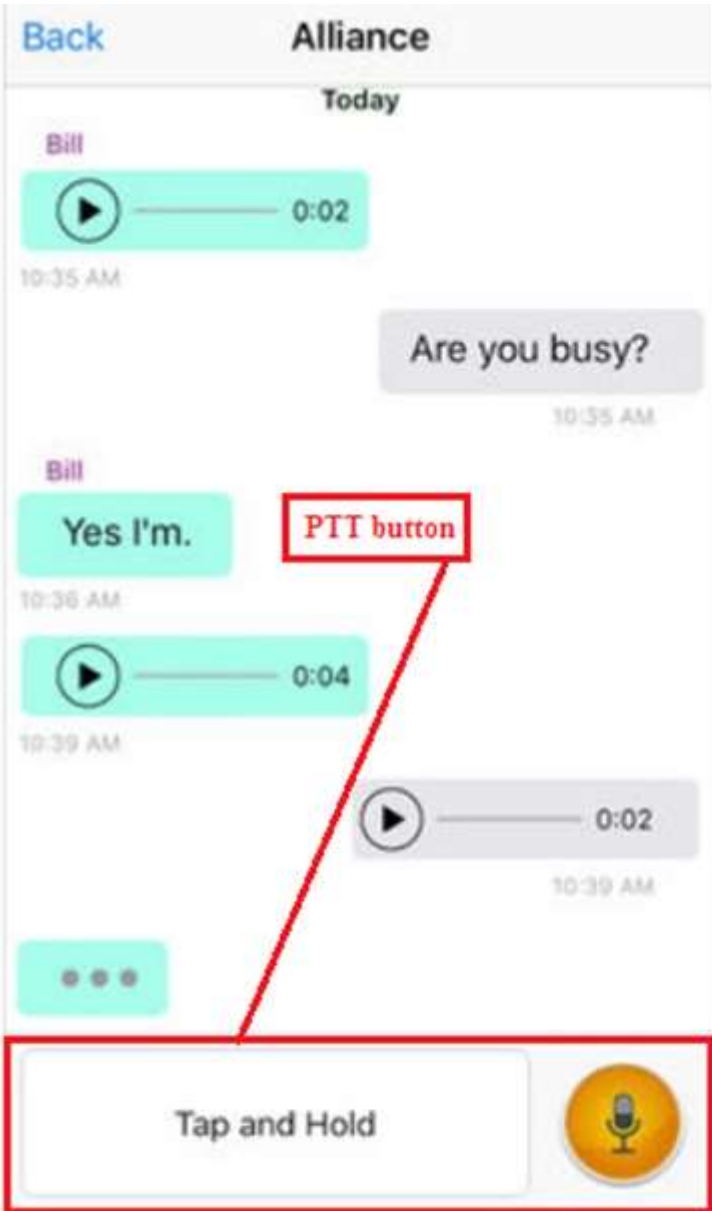 Back Alliance
Today
Bill
0:02
10:35 AM
Are you busy?
10:35 AM
Bill
Yes I'm.
PTT button
10:36 AM
0:04
10:39 AM
0:02
10:39 AM
Tap and Hold